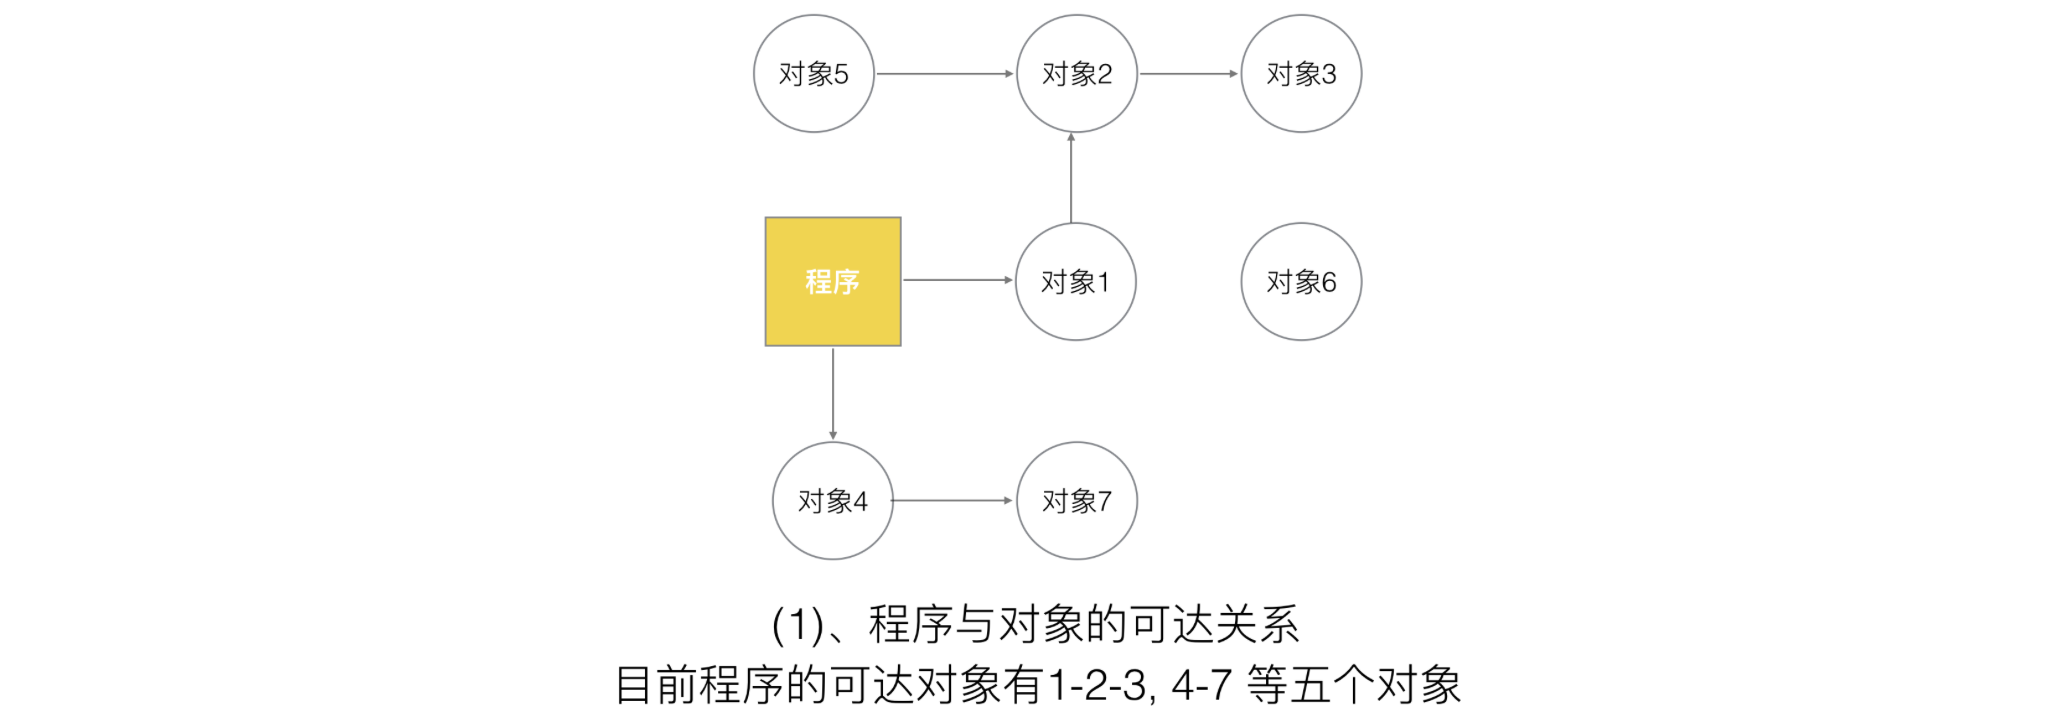 对象5
对象2
对象3
程序
对象1
对象6
对象4
对象7
(1)、程序与对象的可达关系
目前程序的可达对象有1-2-3, 4-7 等五个对象